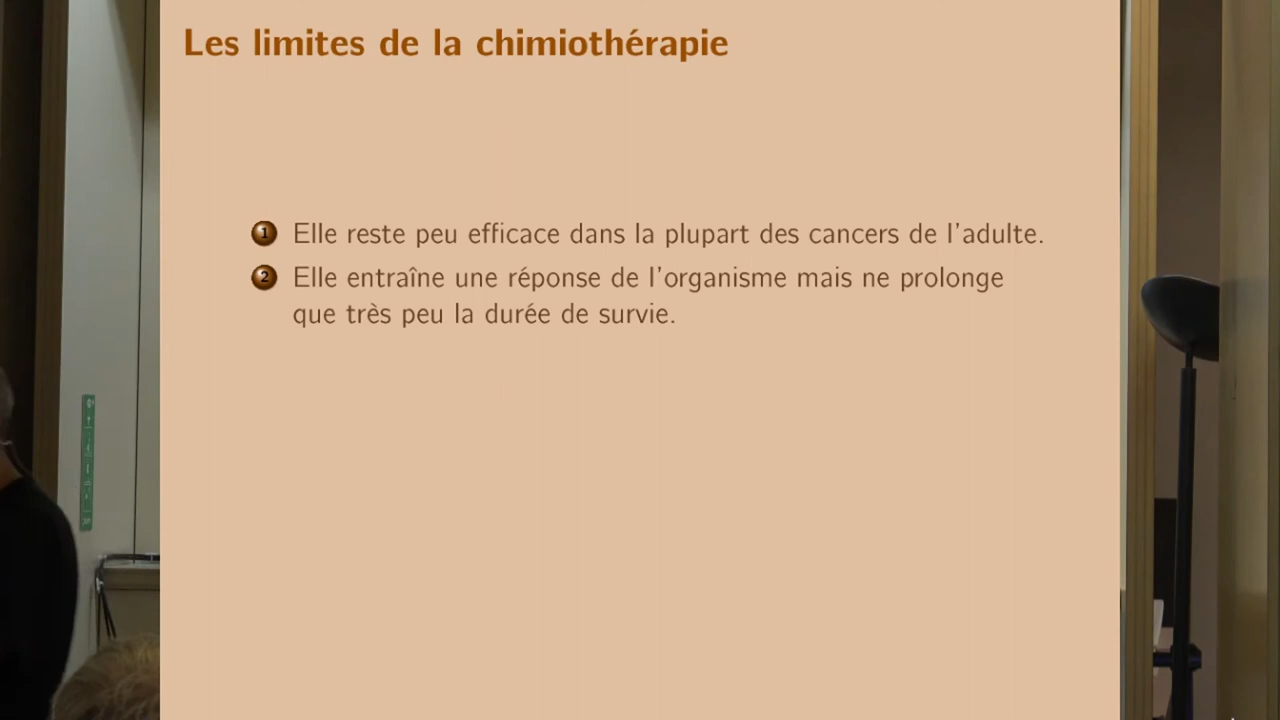 Les limites de la chimiothérapie
1 Elle reste peu efficace dans la plupart des cancers de l'adulte.
2 Elle entraîne une réponse de l'organisme mais ne prolonge
que très peu la durée de survie.